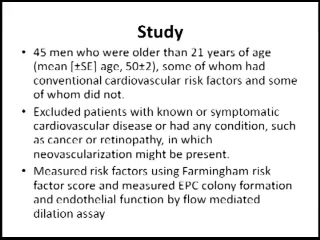 Study
• 45 men who were older than 21 years of age
(mean [±SE] age, 50±2), some of whom had
conventional cardiovascular risk factors and some
of whom did not.
• Excluded patients with known or symptomatic
cardiovascular disease or had any condition, such
as cancer or retinopathy, in which
neovascularization might be present.
• Measured risk factors using Farmingham risk
factor score and measured EPC colony formation
and endothelial function by flow mediated
dilation assay